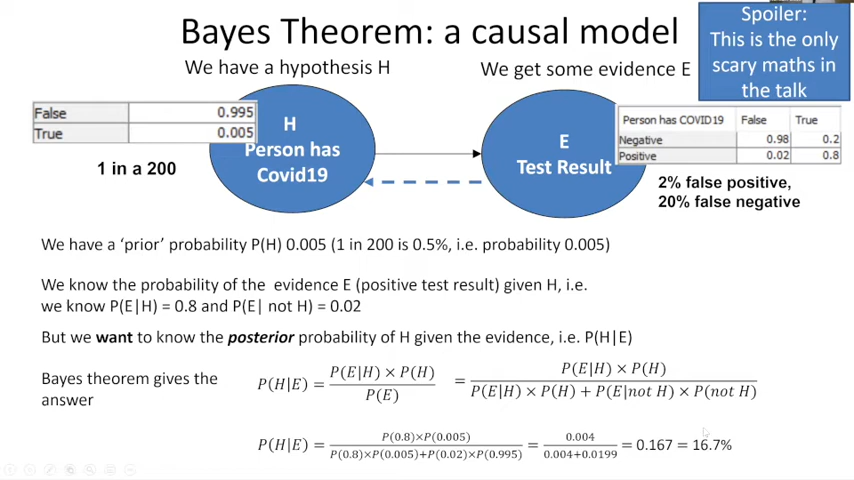 Bayes Theorem: a causal model
Spoiler:
This is the only
scary maths in
the talk
We have a hypothesis H
We get some evidence E
False 0.995
True 0.005
1 in a 200
H
Person has
Covid19
E
Test Result
Person has COVID19 False True
Negative 0.98 0.2
Positive 0.02 0.8
2% false positive,
20% false negative
We have a ‘prior’ probability P(H) 0.005 (1 in 200 is 0.5%, i.e. probability 0.005)
We know the probability of the evidence E (positive test result) given H, i.e.
we know P(E|H) = 0.8 and P(E| not H) = 0.02
But we want to know the posterior probability of H given the evidence, i.e. P(H|E)
Bayes theorem gives the
answer
P(H|E) = P(E|H) × P(H) / P(E) = P(E|H) × P(H) / P(E|H) × P(H) + P(E|not H) × P(not H)
P(H|E) = P(0.8)×P(0.005) / P(0.8)×P(0.005)+P(0.02)×P(0.995) = 0.004 / 0.004+0.0199 = 0.167 = 16.7%